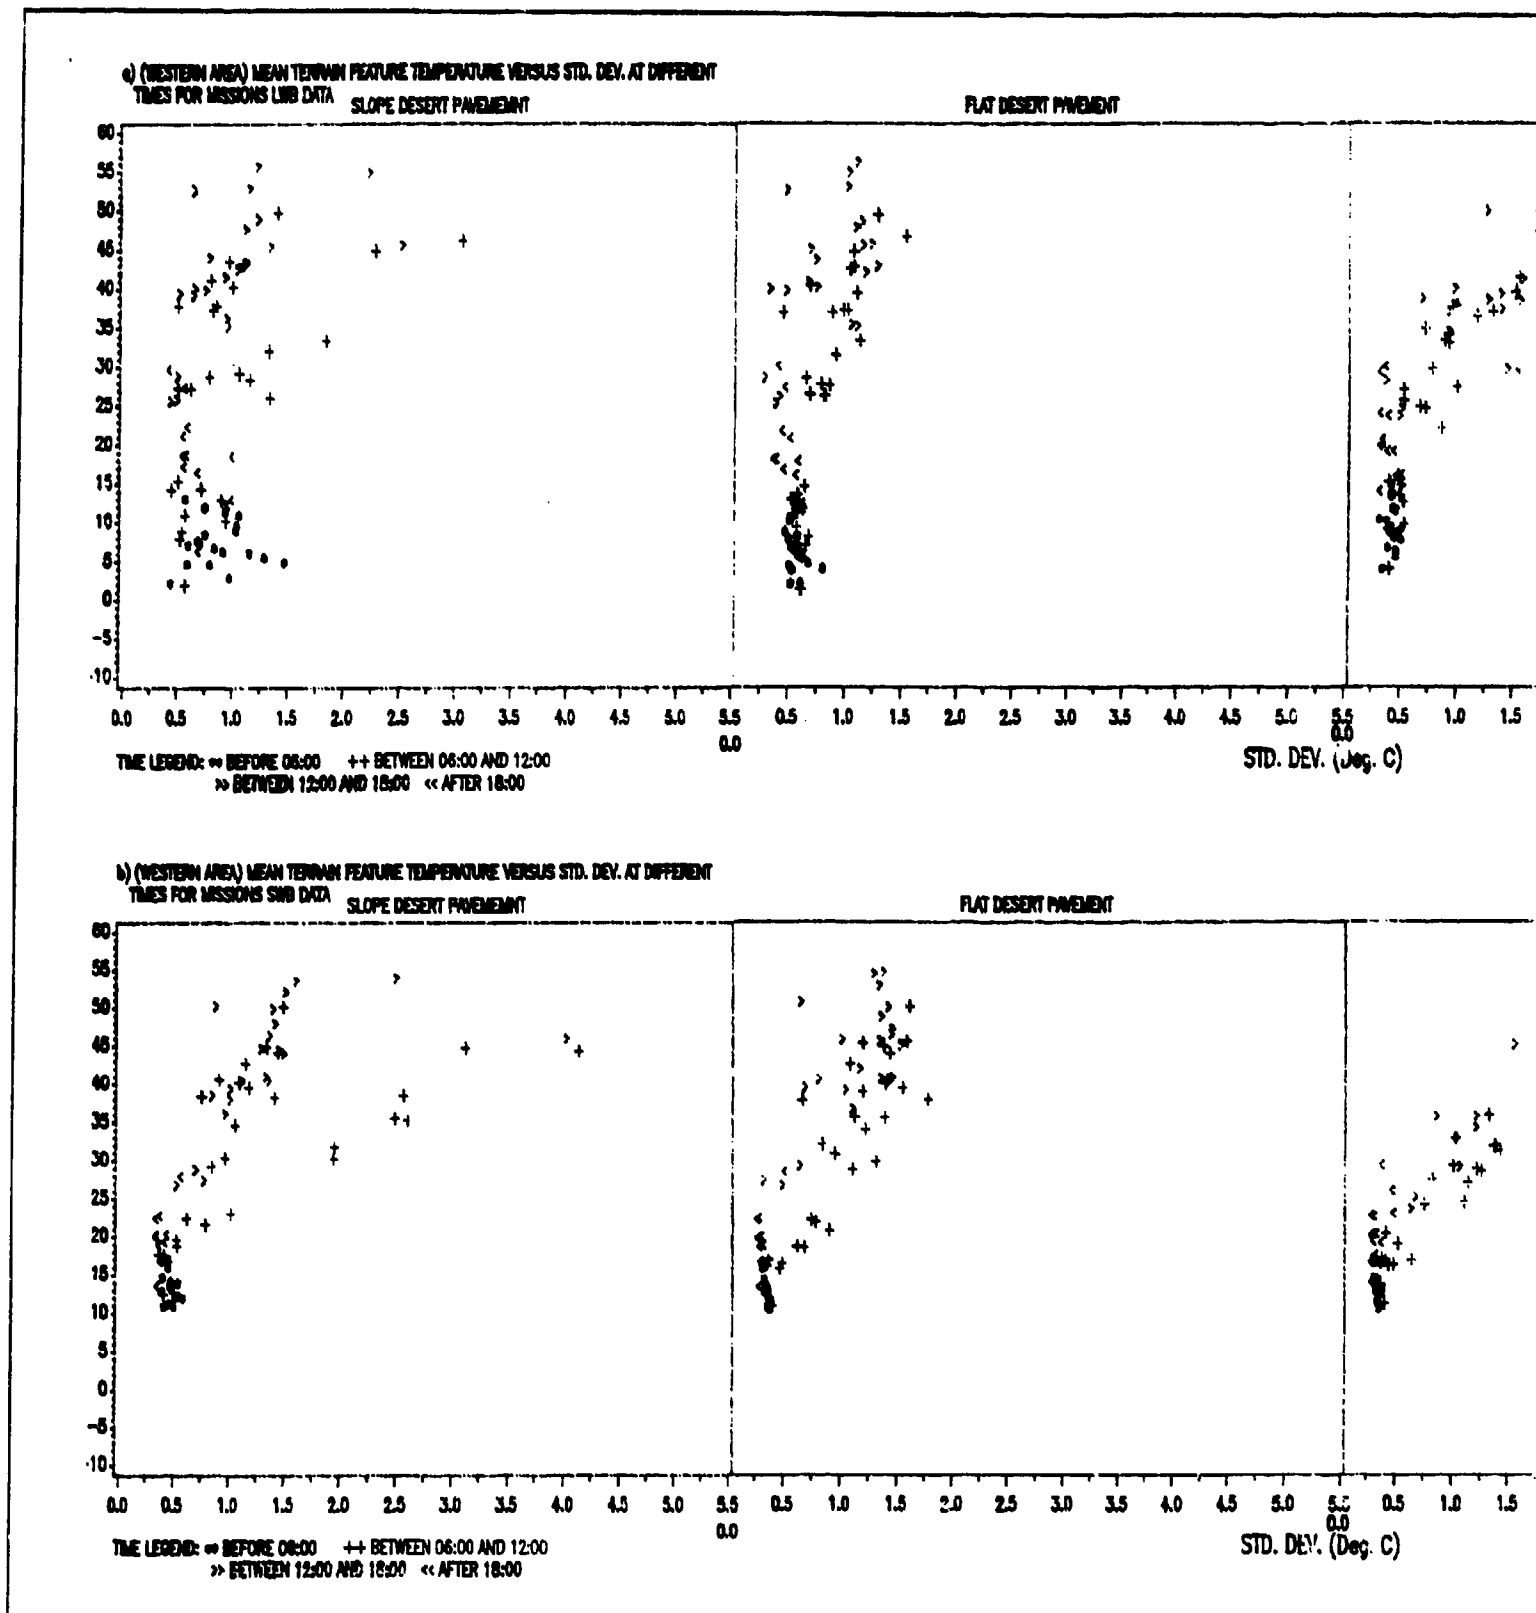 a) (WESTERN AREA) MEAN TERRAIN FEATURE TEMPERATURE VERSUS STD. DEV. AT DIFFERENT
TIMES FOR MISSIONS LWB DATA
SLOPE DESERT PAVEMEMNT
FLAT DESERT PAVEMENT
60
55
50
45
40
35
30
25
20
15
10
5
0
-5
-10
0.0 0.5 1.0 1.5 2.0 2.5 3.0 3.5 4.0 4.5 5.0 5.5
0.0 0.5 1.0 1.5 2.0 2.5 3.0 3.5 4.0 4.5 5.0 5.5
0.0 0.5 1.0 1.5
STD. DEV. (Deg. C)
TIME LEGEND: BEFORE 06:00 ++ BETWEEN 06:00 AND 12:00
>> BETWEEN 12:00 AND 18:00 << AFTER 18:00
b) (WESTERN AREA) MEAN TERRAIN FEATURE TEMPERATURE VERSUS STD. DEV. AT DIFFERENT
TIMES FOR MISSIONS SWB DATA
SLOPE DESERT PAVEMEMNT
FLAT DESERT PAVEMENT
60
55
50
45
40
35
30
25
20
15
10
5
0
-5
-10
0.0 0.5 1.0 1.5 2.0 2.5 3.0 3.5 4.0 4.5 5.0 5.5
0.0 0.5 1.0 1.5 2.0 2.5 3.0 3.5 4.0 4.5 5.0 5.5
0.0 0.5 1.0 1.5
STD. DEV. (Deg. C)
TIME LEGEND: BEFORE 06:00 ++ BETWEEN 06:00 AND 12:00
>> BETWEEN 12:00 AND 18:00 << AFTER 18:00